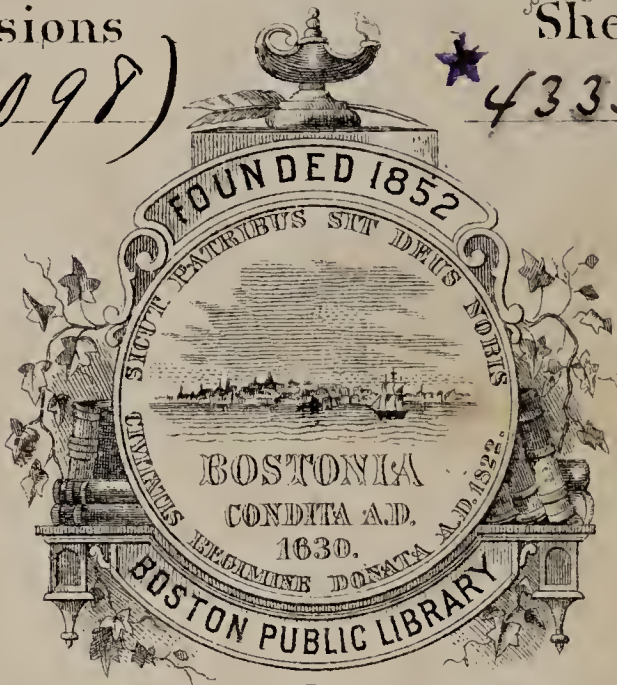 sions
She
098)
433
FOUNDED 1852
SICUT PATRIBUS SIT DEUS NOBIS
BOSTONIA
CONDITA A.D.
1630.
CIVITATIS REGIMINE DONATA A.D. 1822.
BOSTON PUBLIC LIBRARY